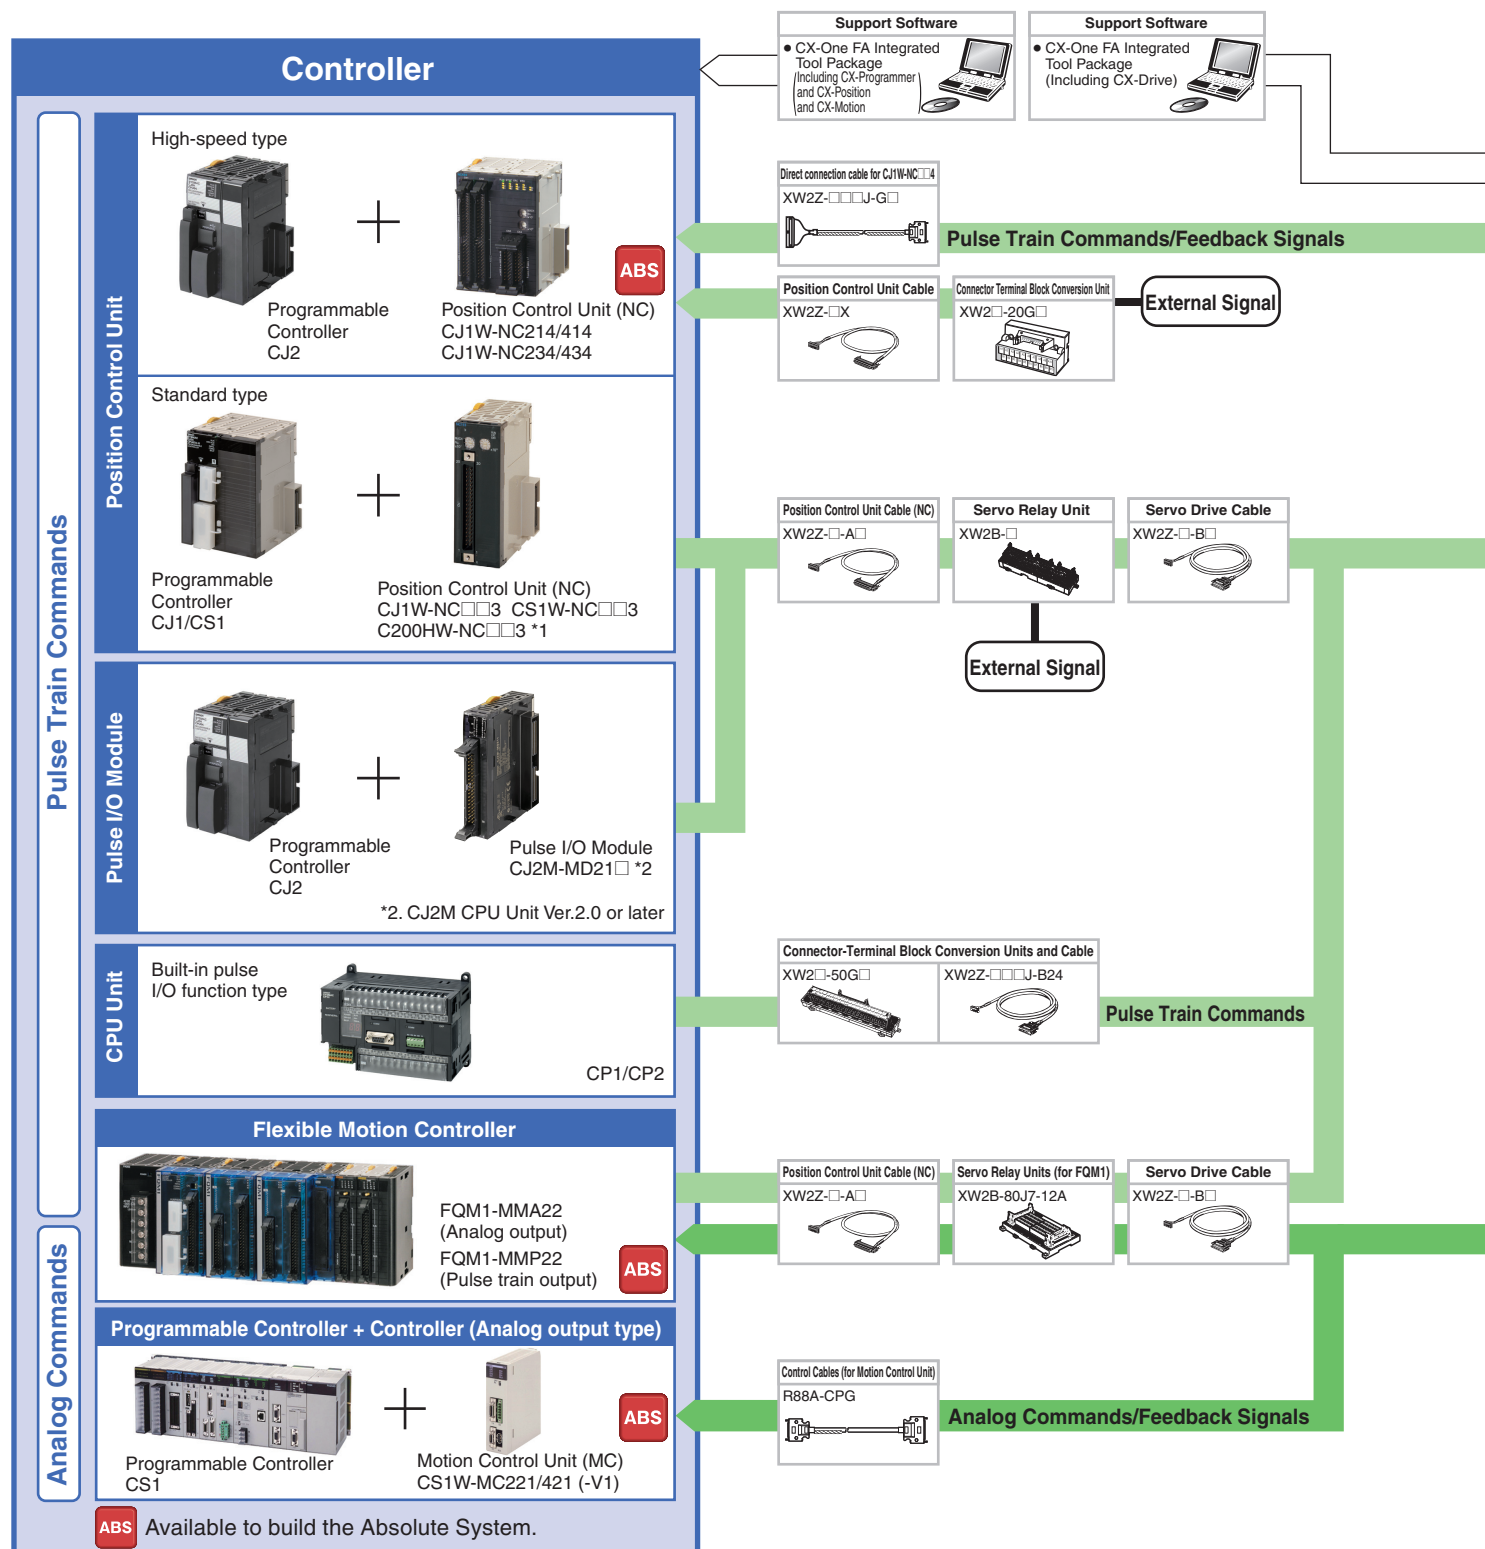 Support Software
● CX-One FA Integrated
Tool Package
(Including CX-Programmer
and CX-Position
and CX-Motion)
Support Software
● CX-One FA Integrated
Tool Package
(Including CX-Drive)
Controller
Pulse Train Commands
Analog Commands
Position Control Unit
High-speed type
Programmable
Controller
CJ2
Position Control Unit (NC)
CJ1W-NC214/414
CJ1W-NC234/434
ABS
Direct connection cable for CJ1W-NC□□4
XW2Z-□□□J-G□
Pulse Train Commands/Feedback Signals
Position Control Unit Cable
XW2Z-□X
Connector Terminal Block Conversion Unit
XW2□-20G□
External Signal
Standard type
Programmable
Controller
CJ1/CS1
Position Control Unit (NC)
CJ1W-NC□□3 CS1W-NC□□3
C200HW-NC□□3 *1
Position Control Unit Cable (NC)
XW2Z-□-A□
Servo Relay Unit
XW2B-□
Servo Drive Cable
XW2Z-□-B□
External Signal
Pulse I/O Module
Programmable
Controller
CJ2
Pulse I/O Module
CJ2M-MD21□ *2
*2. CJ2M CPU Unit Ver.2.0 or later
CPU Unit
Built-in pulse
I/O function type
CP1/CP2
Connector-Terminal Block Conversion Units and Cable
XW2□-50G□
XW2Z-□□□J-B24
Pulse Train Commands
Flexible Motion Controller
FQM1-MMA22
(Analog output)
FQM1-MMP22
(Pulse train output)
ABS
Position Control Unit Cable (NC)
XW2Z-□-A□
Servo Relay Units (for FQM1)
XW2B-80J7-12A
Servo Drive Cable
XW2Z-□-B□
Programmable Controller + Controller (Analog output type)
Programmable Controller
CS1
Motion Control Unit (MC)
CS1W-MC221/421 (-V1)
ABS
Control Cables (for Motion Control Unit)
R88A-CPG
Analog Commands/Feedback Signals
ABS Available to build the Absolute System.